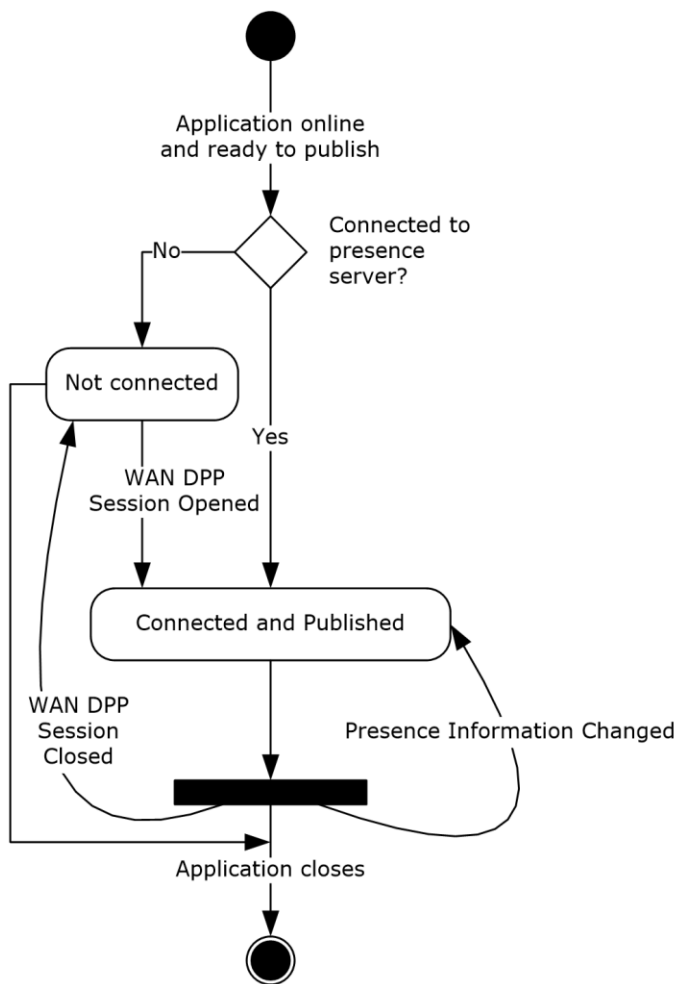 Application online
and ready to publish
Connected to
presence
server?
No
Not connected
Yes
WAN DPP
Session Opened
Connected and Published
WAN DPP
Session
Closed
Presence Information Changed
Application closes